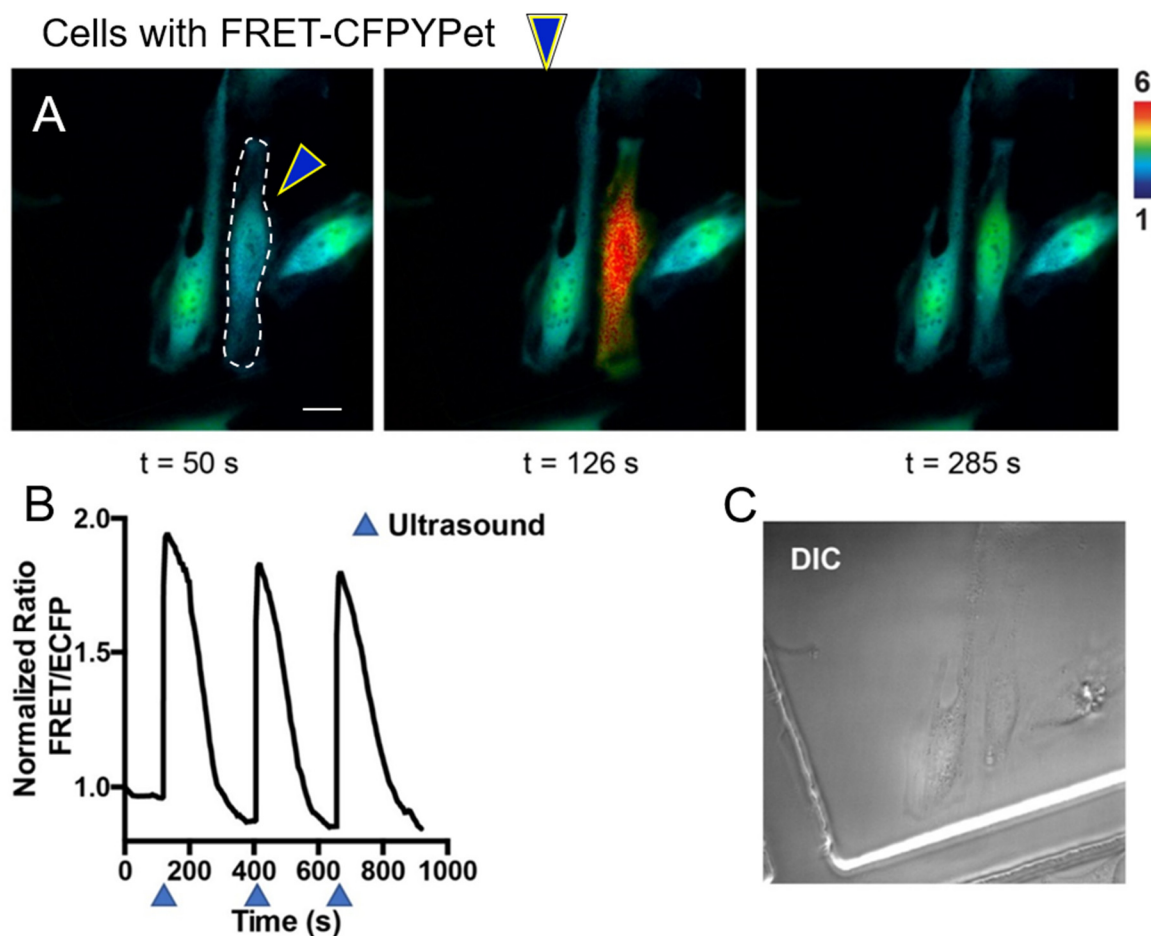 Cells with FRET-CFPYPet
A
6
1
t = 50 s
t = 126 s
t = 285 s
B
Normalized Ratio
FRET/ECFP
2.0
1.5
1.0
Ultrasound
0 200 400 600 800 1000
Time (s)
C
DIC